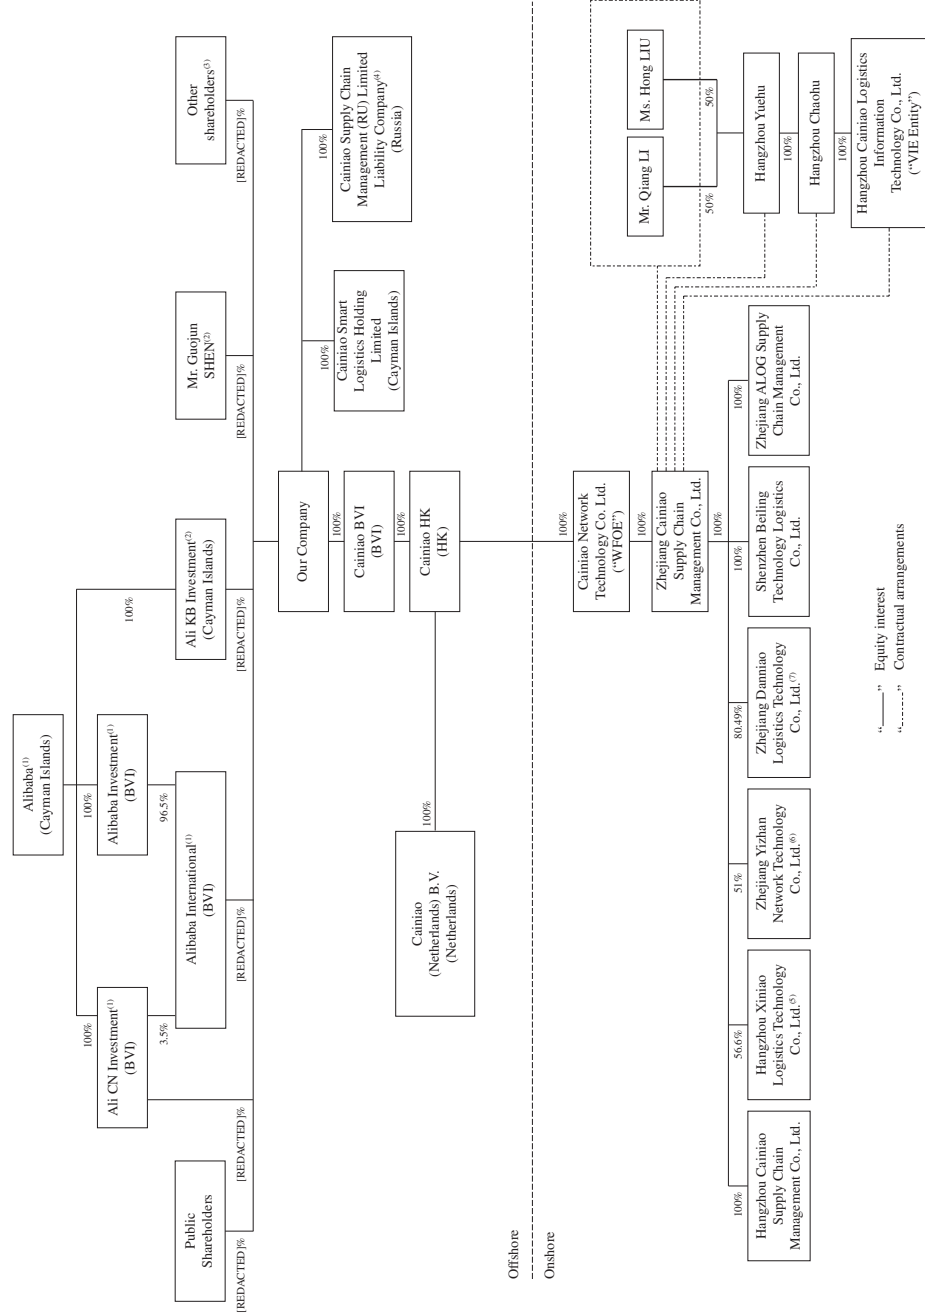 Alibaba(1)
(Cayman Islands)
100%
100%
100%
Ali CN Investment(1)
(BVI)
Alibaba Investment(1)
(BVI)
3.5%
96.5%
Public
Shareholders
Alibaba International(1)
(BVI)
Ali KB Investment(2)
(Cayman Islands)
Mr. Guojun
SHEN(2)
Other
shareholders(3)
[REDACTED]%
[REDACTED]%
[REDACTED]%
[REDACTED]%
[REDACTED]%
[REDACTED]%
Our Company
100%
100%
100%
Cainiao BVI
(BVI)
Cainiao Smart
Logistics Holding
Limited
(Cayman Islands)
Cainiao Supply Chain
Management (RU) Limited
Liability Company(4)
(Russia)
100%
Cainiao HK
(HK)
100%
Cainiao
(Netherlands) B.V.
(Netherlands)
Offshore
Onshore
100%
Cainiao Network
Technology Co. Ltd.
("WFOE")
100%
Zhejiang Cainiao
Supply Chain
Management Co., Ltd.
100%
Mr. Qiang LI
Ms. Hong LIU
50%
50%
Hangzhou Yuehu
100%
Hangzhou Chaohu
100%
Hangzhou Cainiao Logistics
Information
Technology Co., Ltd.
("VIE Entity")
100%
56.6%
51%
80.49%
100%
100%
Hangzhou Cainiao
Supply Chain
Management Co., Ltd.
Hangzhou Xiniao
Logistics Technology
Co., Ltd.(5)
Zhejiang Yizhan
Network Technology
Co., Ltd.(6)
Zhejiang Danniao
Logistics Technology
Co., Ltd.(7)
Shenzhen Beiling
Technology Logistics
Co., Ltd.
Zhejiang ALOG Supply
Chain Management
Co., Ltd.
"____" Equity interest
"-------" Contractual arrangements